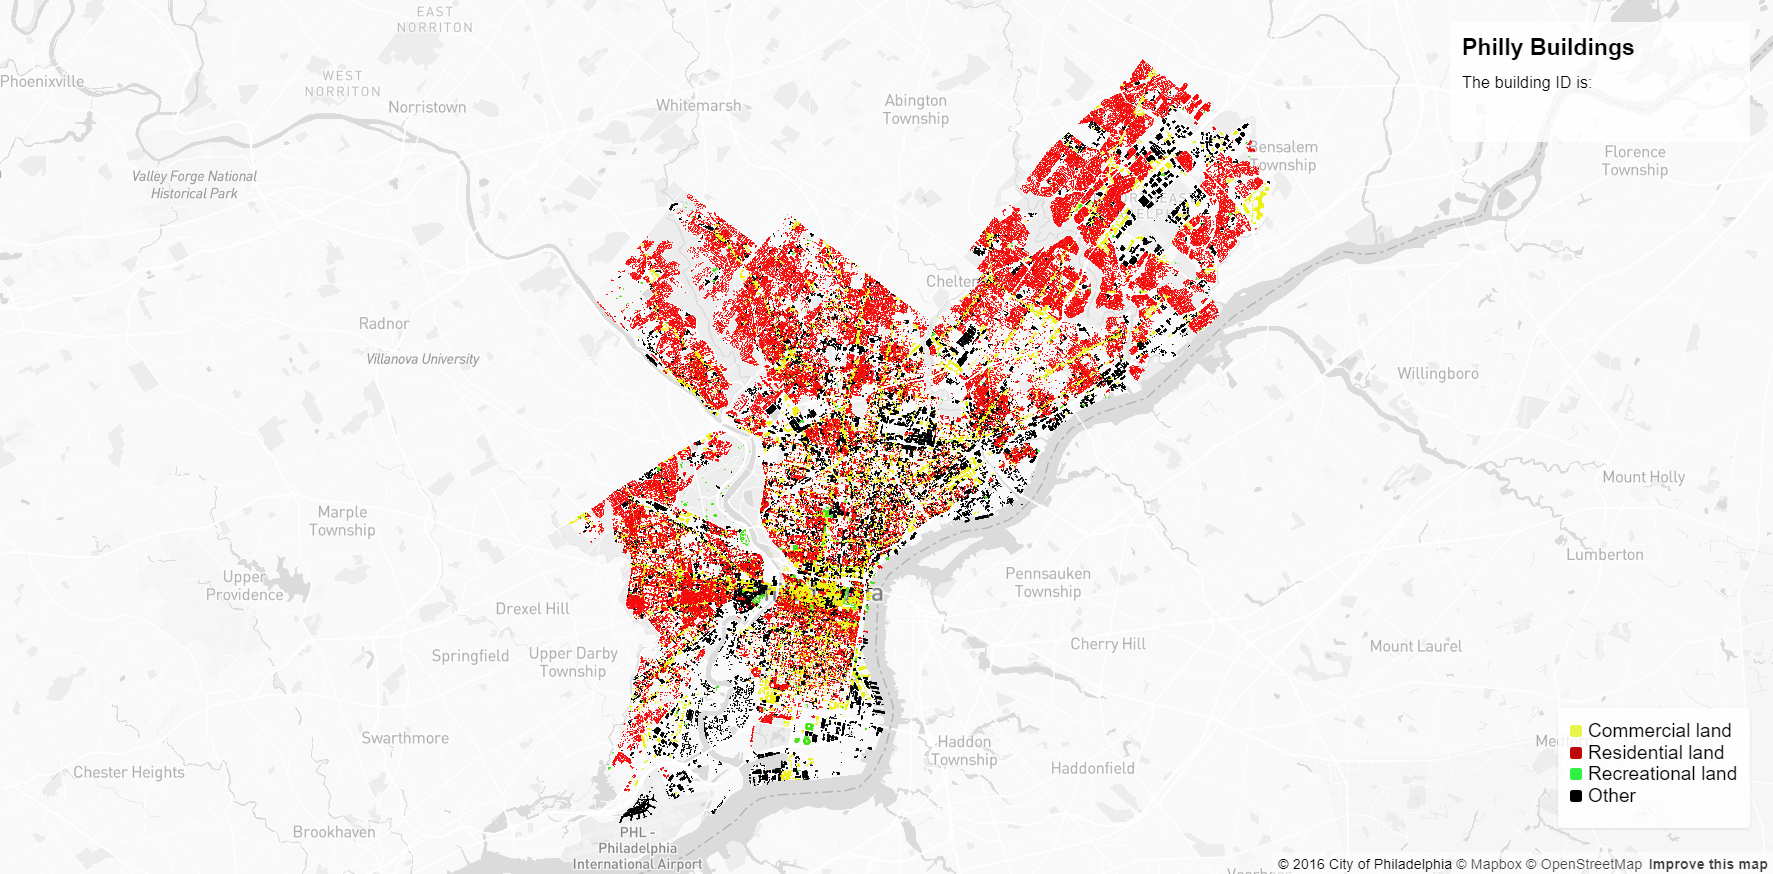 EAST
NORRITON
Phoenixville
WEST
NORRITON
Norristown
Whitemarsh
Abington
Township
Philly Buildings
The building ID is:
Bensalem
Township
Florence
Township
Valley Forge National
Historical Park
Chelten
Radnor
Villanova University
Willingboro
Mount Holly
Marple
Township
Lumberton
Upper
Providence
Pennsauken
Township
Drexel Hill
Cherry Hill
Mount Laurel
Springfield
Upper Darby
Township
Swarthmore
Haddon
Township
Haddonfield
Chester Heights
Commercial land
Residential land
Recreational land
Other
Brookhaven
PHL -
Philadelphia
International Airport
© 2016 City of Philadelphia © Mapbox © OpenStreetMap Improve this map